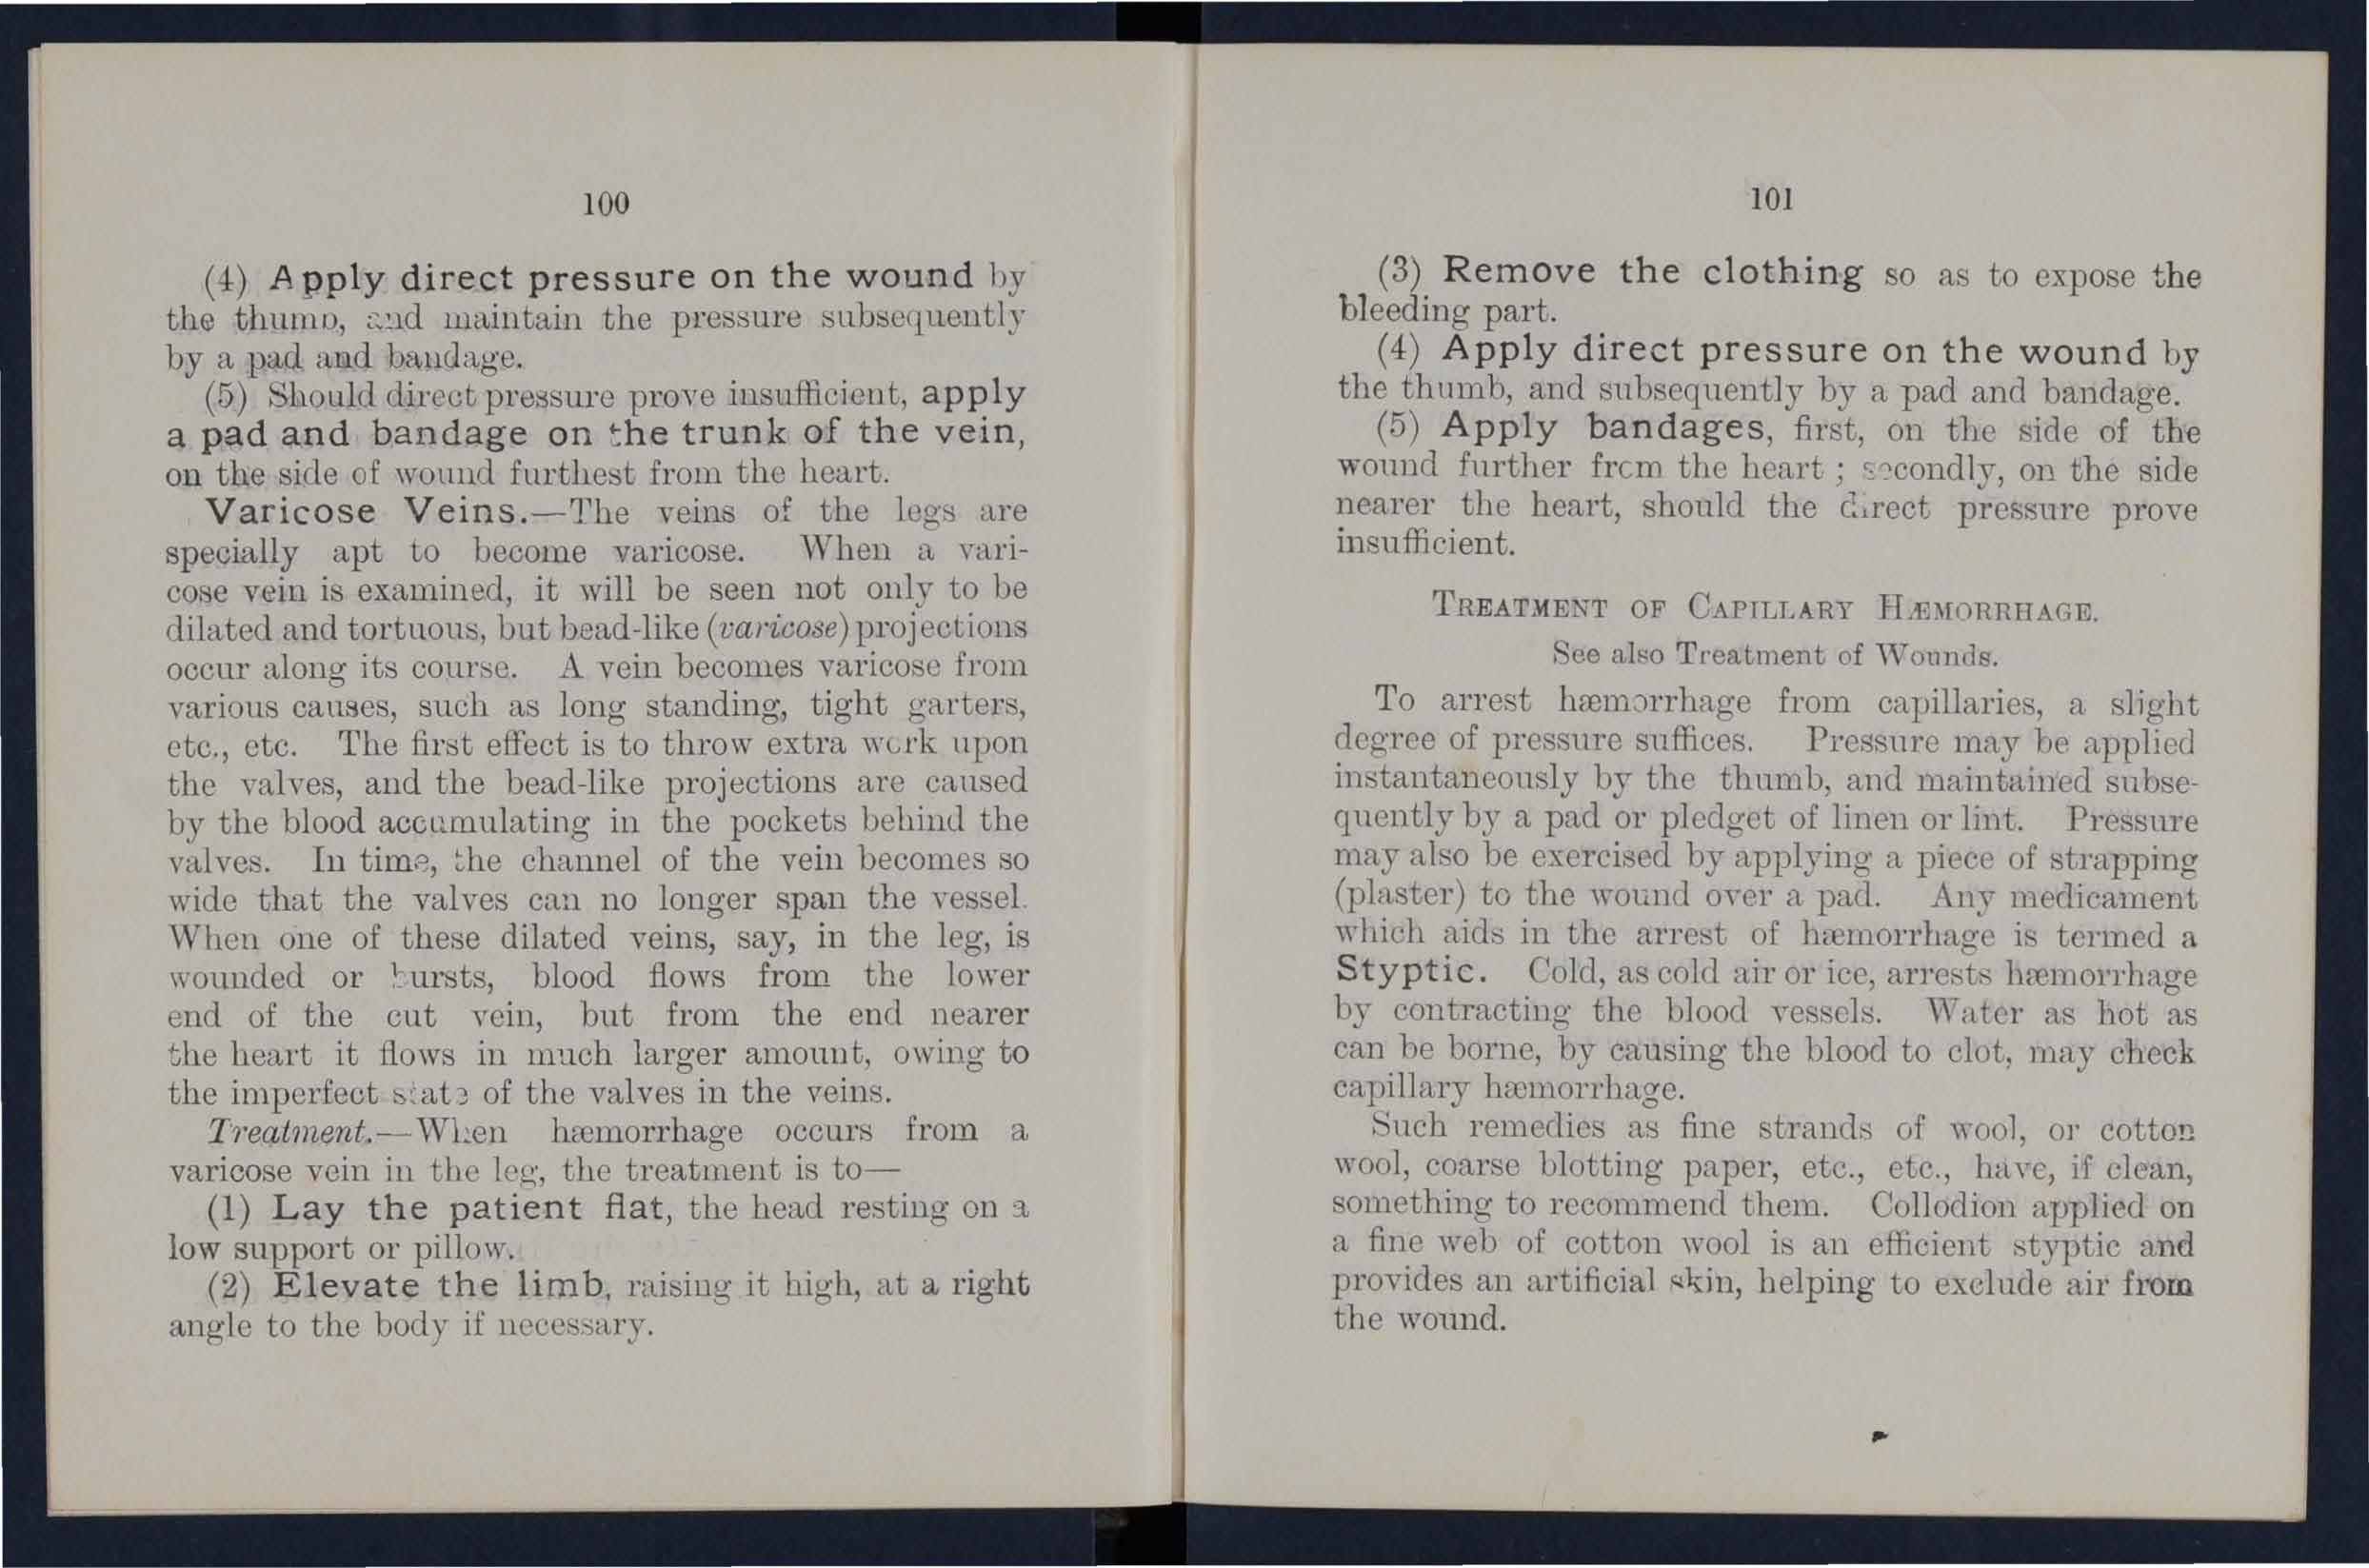 100
(4) Apply direct pressure on the wound by
the thumb, and maintain the pressure subsequently
by a pad and bandage.
(5) Should direct pressure prove insufficient, apply
a pad and bandage on the trunk of the vein,
on the side of wound furthest from the heart.
Varicose Veins.—The veins of the legs are
specially apt to become varicose. When a vari-
cose vein is examined, it will be seen not only to be
dilated and tortuous, but bead-like (varicose) projections
occur along its course. A vein becomes varicose from
various causes, such as long standing, tight garters,
etc., etc. The first effect is to throw extra work upon
the valves, and the bead-like projections are caused
by the blood accumulating in the pockets behind the
valves. In time, the channel of the vein becomes so
wide that the valves can no longer span the vessel.
When one of these dilated veins, say, in the leg, is
wounded or bursts, blood flows from the lower
end of the cut vein, but from the end nearer
the heart it flows in much larger amount, owing to
the imperfect state of the valves in the veins.
Treatment.—When hæmorrhage occurs from a
varicose vein in the leg, the treatment is to—
(1) Lay the patient flat, the head resting on a
low support or pillow.
(2) Elevate the limb, raising it high, at a right
angle to the body if necessary.
101
(3) Remove the clothing so as to expose the
bleeding part.
(4) Apply direct pressure on the wound by
the thumb, and subsequently by a pad and bandage.
(5) Apply bandages, first, on the side of the
wound further from the heart ; secondly, on the side
nearer the heart, should the direct pressure prove
insufficient.
TREATMENT OF CAPILLARY HÆMORRHAGE.
See also Treatment of Wounds.
To arrest hæmorrhage from capillaries, a slight
degree of pressure suffices. Pressure may be applied
instantaneously by the thumb, and maintained subse-
quently by a pad or pledget of linen or lint. Pressure
may also be exercised by applying a piece of strapping
(plaster) to the wound over a pad. Any medicament
which aids in the arrest of hæmorrhage is termed a
Styptic. Cold, as cold air or ice, arrests hæmorrhage
by contracting the blood vessels. Water as hot as
can be borne, by causing the blood to clot, may check
capillary hæmorrhage.
Such remedies as fine strands of wool, or cotton
wool, coarse blotting paper, etc., etc., have, if clean,
something to recommend them. Collodion applied on
a fine web of cotton wool is an efficient styptic and
provides an artificial skin, helping to exclude air from
the wound.